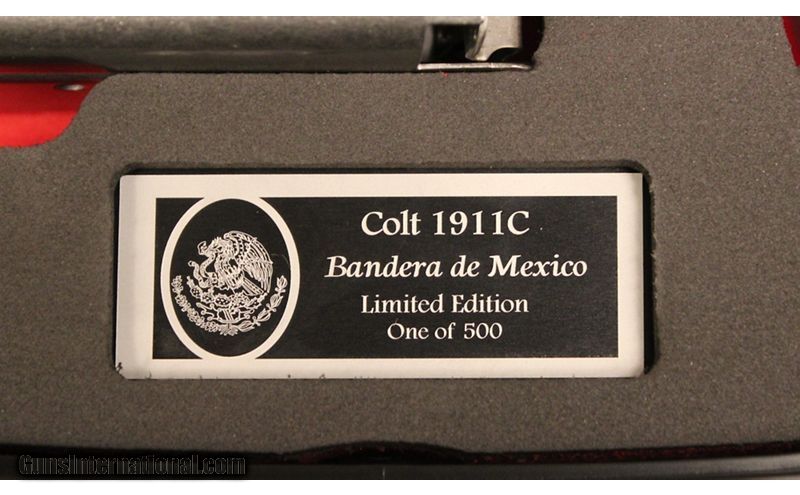 Colt 1911C
Bandera de Mexico
Limited Edition
One of 500
GunsInternational.com